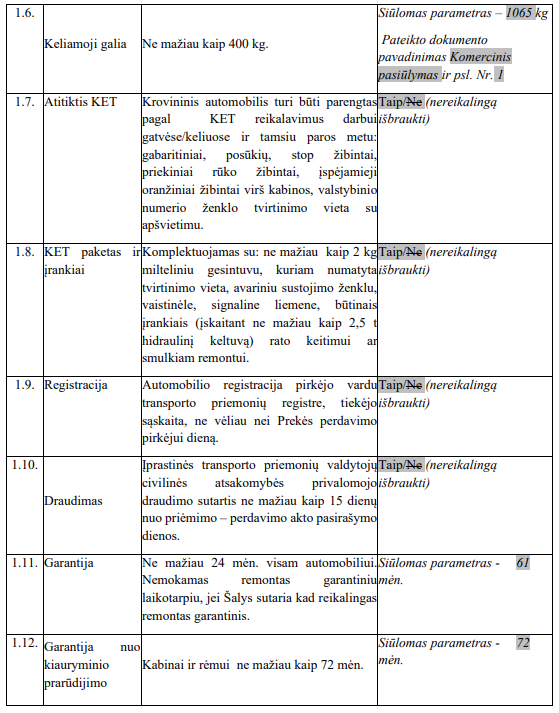 1.6.
Keliamoji galia
Ne mažiau kaip 400 kg.
Siūlomas parametras – 1065 kg
Pateikto dokumento
pavadinimas Komercinis
pasiūlymas ir psl. Nr. 1
1.7.
Atitiktis KET
Krovininis automobilis turi būti parengtas
pagal KET reikalavimus darbui
gatvėse/keliuose ir tamsiu paros metu:
gabaritiniai, posūkių, stop žibintai,
priekiniai rūko žibintai, įspėjamieji
oranžiniai žibintai virš kabinos, valstybinio
numerio ženklo tvirtinimo vieta su
apšvietimu.
Taip/Ne (nereikalingą
išbraukti)
1.8.
KET paketas ir
įrankiai
Komplektuojamas su: ne mažiau kaip 2 kg
milteliniu gesintuvu, kuriam numatyta
tvirtinimo vieta, avariniu sustojimo ženklu,
vaistinėle, signaline liemene, būtinais
įrankiais (įskaitant ne mažiau kaip 2,5 t
hidraulinį keltuvą) rato keitimui ar
smulkiam remontui.
Taip/Ne (nereikalingą
išbraukti)
1.9.
Registracija
Automobilio registracija pirkėjo vardu
transporto priemonių registre, tiekėjo
sąskaita, ne vėliau nei Prekės perdavimo
pirkėjui dieną.
Taip/Ne (nereikalingą
išbraukti)
1.10.
Draudimas
Įprastinės transporto priemonių valdytojų
civilinės atsakomybės privalomojo
draudimo sutartis ne mažiau kaip 15 dienų
nuo priėmimo – perdavimo akto pasirašymo
dienos.
Taip/Ne (nereikalingą
išbraukti)
1.11.
Garantija
Ne mažiau 24 mėn. visam automobiliui.
Nemokamas remontas garantiniu
laikotarpiu, jei Šalys sutaria kad reikalingas
remontas garantinis.
Siūlomas parametras - 61
mėn.
1.12.
Garantija nuo
kiauryminio
prarūdijimo
Kabinai ir rėmui ne mažiau kaip 72 mėn.
Siūlomas parametras - 72
mėn.